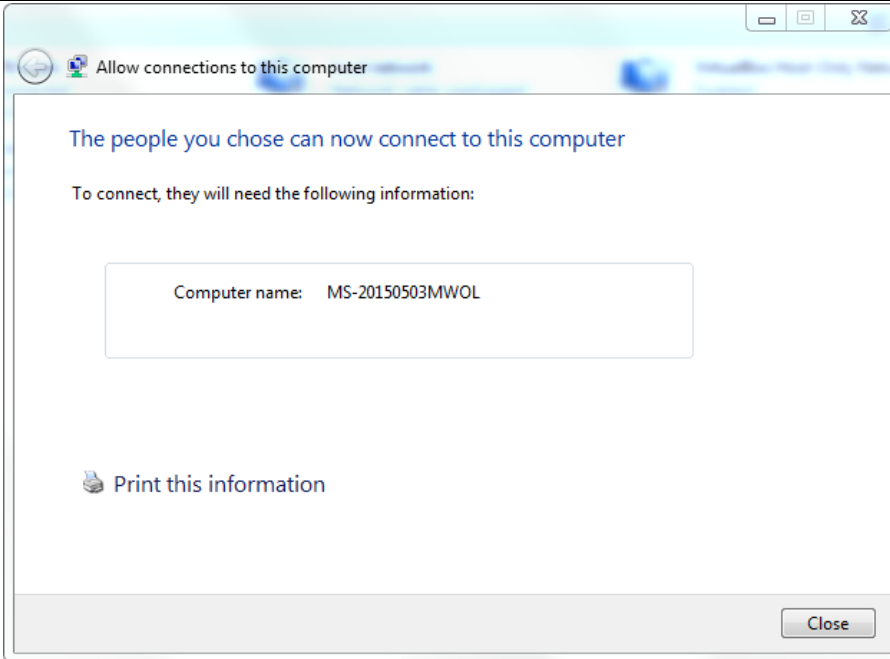 Allow connections to this computer
The people you chose can now connect to this computer
To connect, they will need the following information:
Computer name: MS-20150503MWOL
Print this information
Close